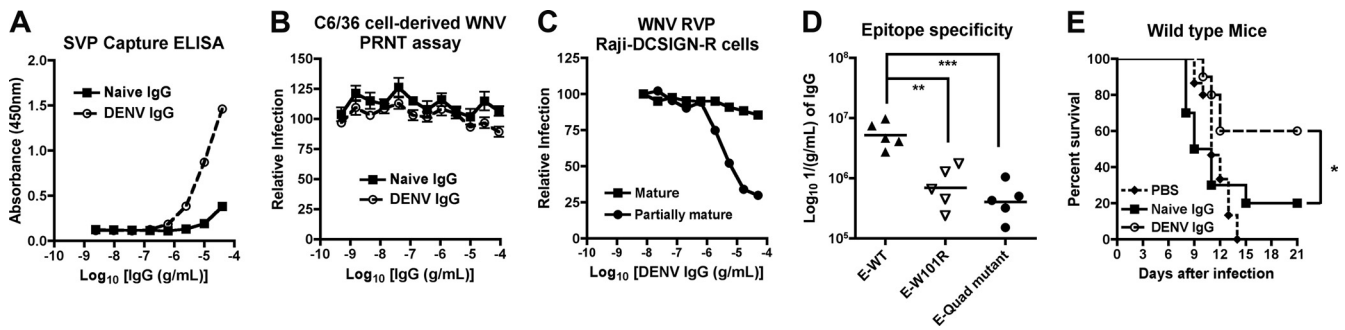 A
SVP Capture ELISA
Absorbance (450nm)
2.0
1.5
1.0
0.5
0.0
Naive IgG
DENV IgG
-9 -8 -7 -6 -5 -4
Log10 [IgG (g/mL)]
B
C6/36 cell-derived WNV
PRNT assay
Relative Infection
150
125
100
75
50
25
0
Naive IgG
DENV IgG
-9 -8 -7 -6 -5 -4
Log10 [IgG (g/mL)]
C
WNV RVP
Raji-DCSIGN-R cells
Relative Infection
125
100
75
50
25
0
Mature
Partially mature
-9 -8 -7 -6 -5 -4
Log10 [DENV IgG (g/mL)]
D
Epitope specificity
Log10 1/(g/mL) of IgG
10^8
10^7
10^6
10^5
***
**
E-WT
E-W101R
E-Quad mutant
E
Wild type Mice
Percent survival
100
80
60
40
20
0
PBS
Naive IgG
DENV IgG
*
0 3 6 9 12 15 18 21
Days after infection